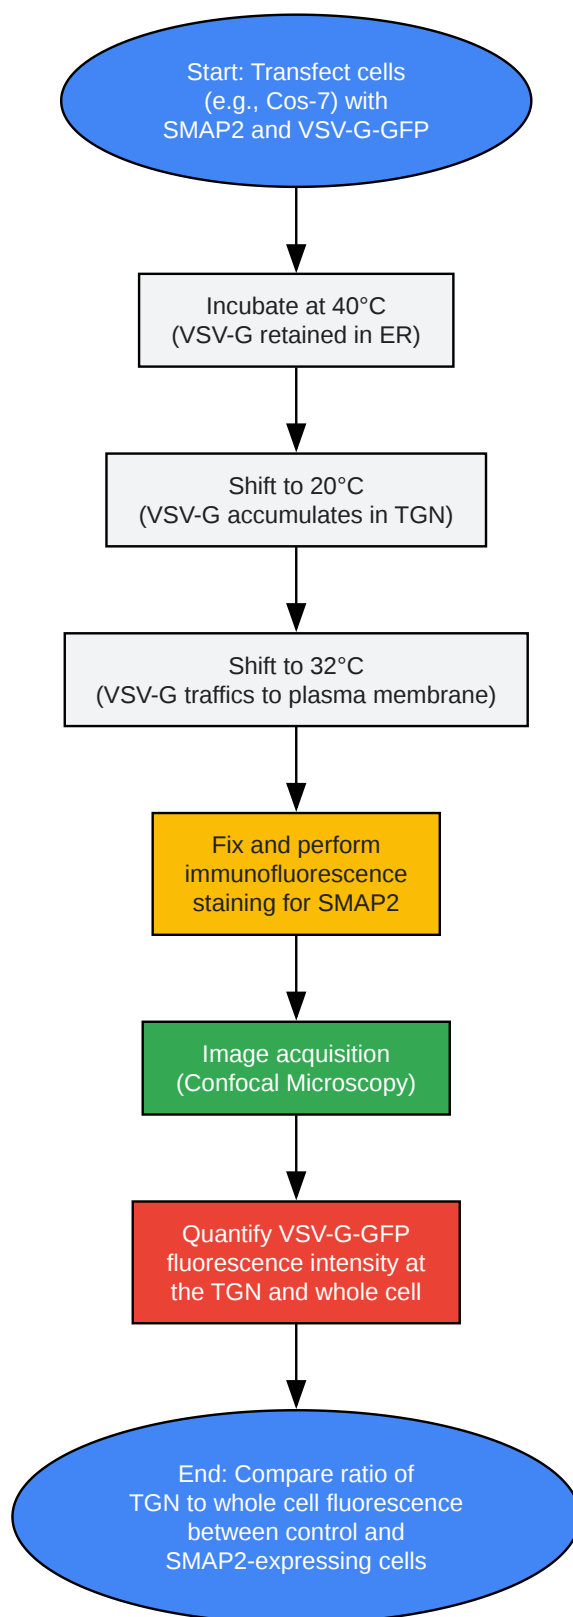 Start: Transfect cells
(e.g., Cos-7) with
SMAP2 and VSV-G-GFP
Incubate at 40°C
(VSV-G retained in ER)
Shift to 20°C
(VSV-G accumulates in TGN)
Shift to 32°C
(VSV-G traffics to plasma membrane)
Fix and perform
immunofluorescence
staining for SMAP2
Image acquisition
(Confocal Microscopy)
Quantify VSV-G-GFP
fluorescence intensity at
the TGN and whole cell
End: Compare ratio of
TGN to whole cell fluorescence
between control and
SMAP2-expressing cells